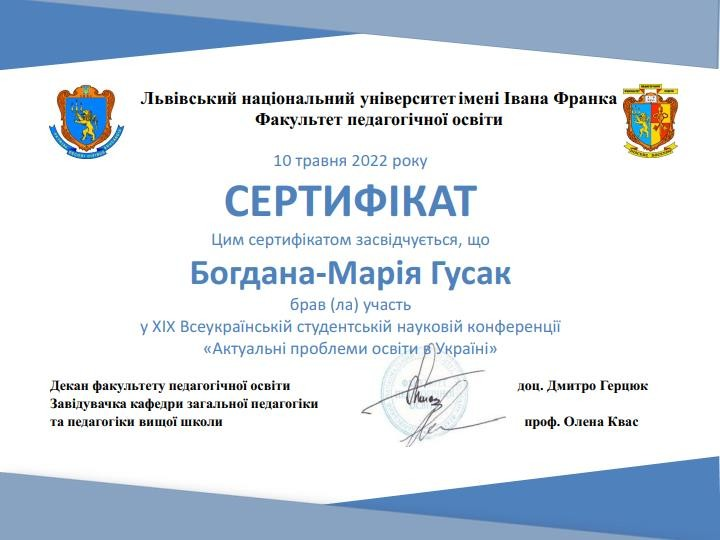 Львівський національний університет імені Івана Франка
Факультет педагогічної освіти
10 травня 2022 року
СЕРТИФІКАТ
Цим сертифікатом засвідчується, що
Богдана-Марія Гусак
брав (ла) участь
у XIX Всеукраїнській студентській науковій конференції
«Актуальні проблеми освіти в Україні»
Декан факультету педагогічної освіти доц. Дмитро Герцюк
Завідувачка кафедри загальної педагогіки
та педагогіки вищої школи проф. Олена Квас